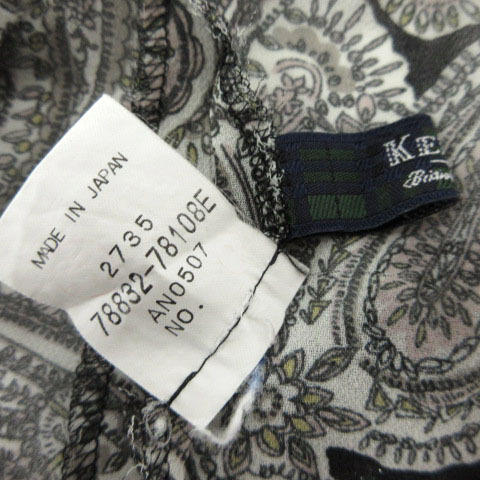 MADE IN JAPAN
2735
78832-78108E
AN0507
NO.
KE